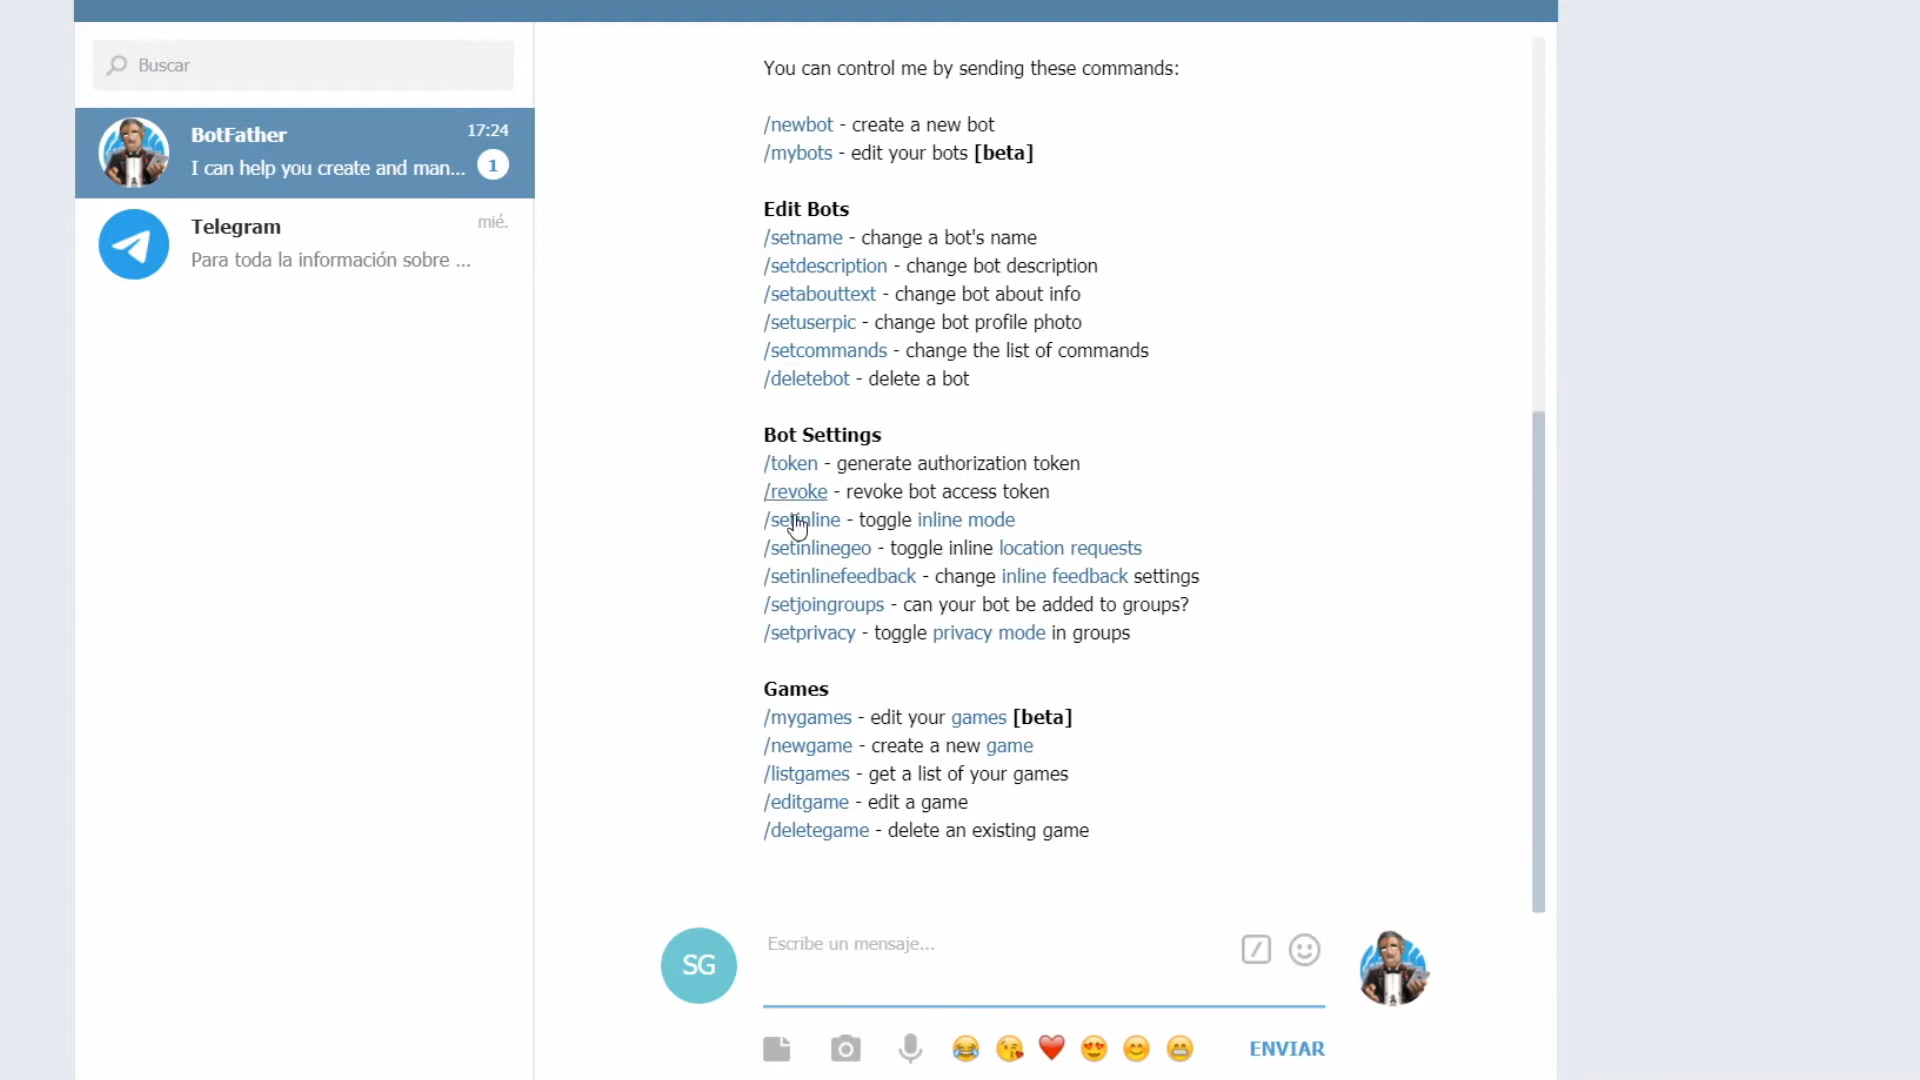 Buscar
BotFather
17:24
I can help you create and man...
1
Telegram
mié.
Para toda la información sobre ...
You can control me by sending these commands:
/newbot - create a new bot
/mybots - edit your bots [beta]
Edit Bots
/setname - change a bot's name
/setdescription - change bot description
/setabouttext - change bot about info
/setuserpic - change bot profile photo
/setcommands - change the list of commands
/deletebot - delete a bot
Bot Settings
/token - generate authorization token
/revoke - revoke bot access token
/setinline - toggle inline mode
/setinlinegeo - toggle inline location requests
/setinlinefeedback - change inline feedback settings
/setjoingroups - can your bot be added to groups?
/setprivacy - toggle privacy mode in groups
Games
/mygames - edit your games [beta]
/newgame - create a new game
/listgames - get a list of your games
/editgame - edit a game
/deletegame - delete an existing game
SG
Escribe un mensaje...
ENVIAR